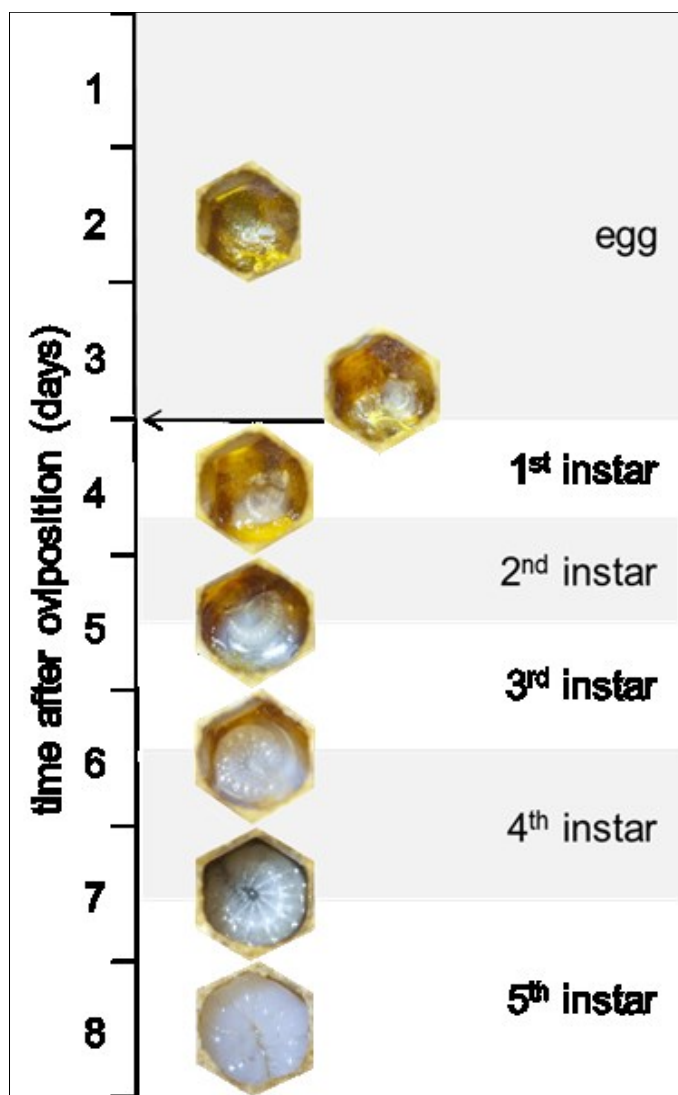 time after oviposition (days)
1
2
egg
3
1st instar
4
2nd instar
5
3rd instar
6
4th instar
7
5th instar
8